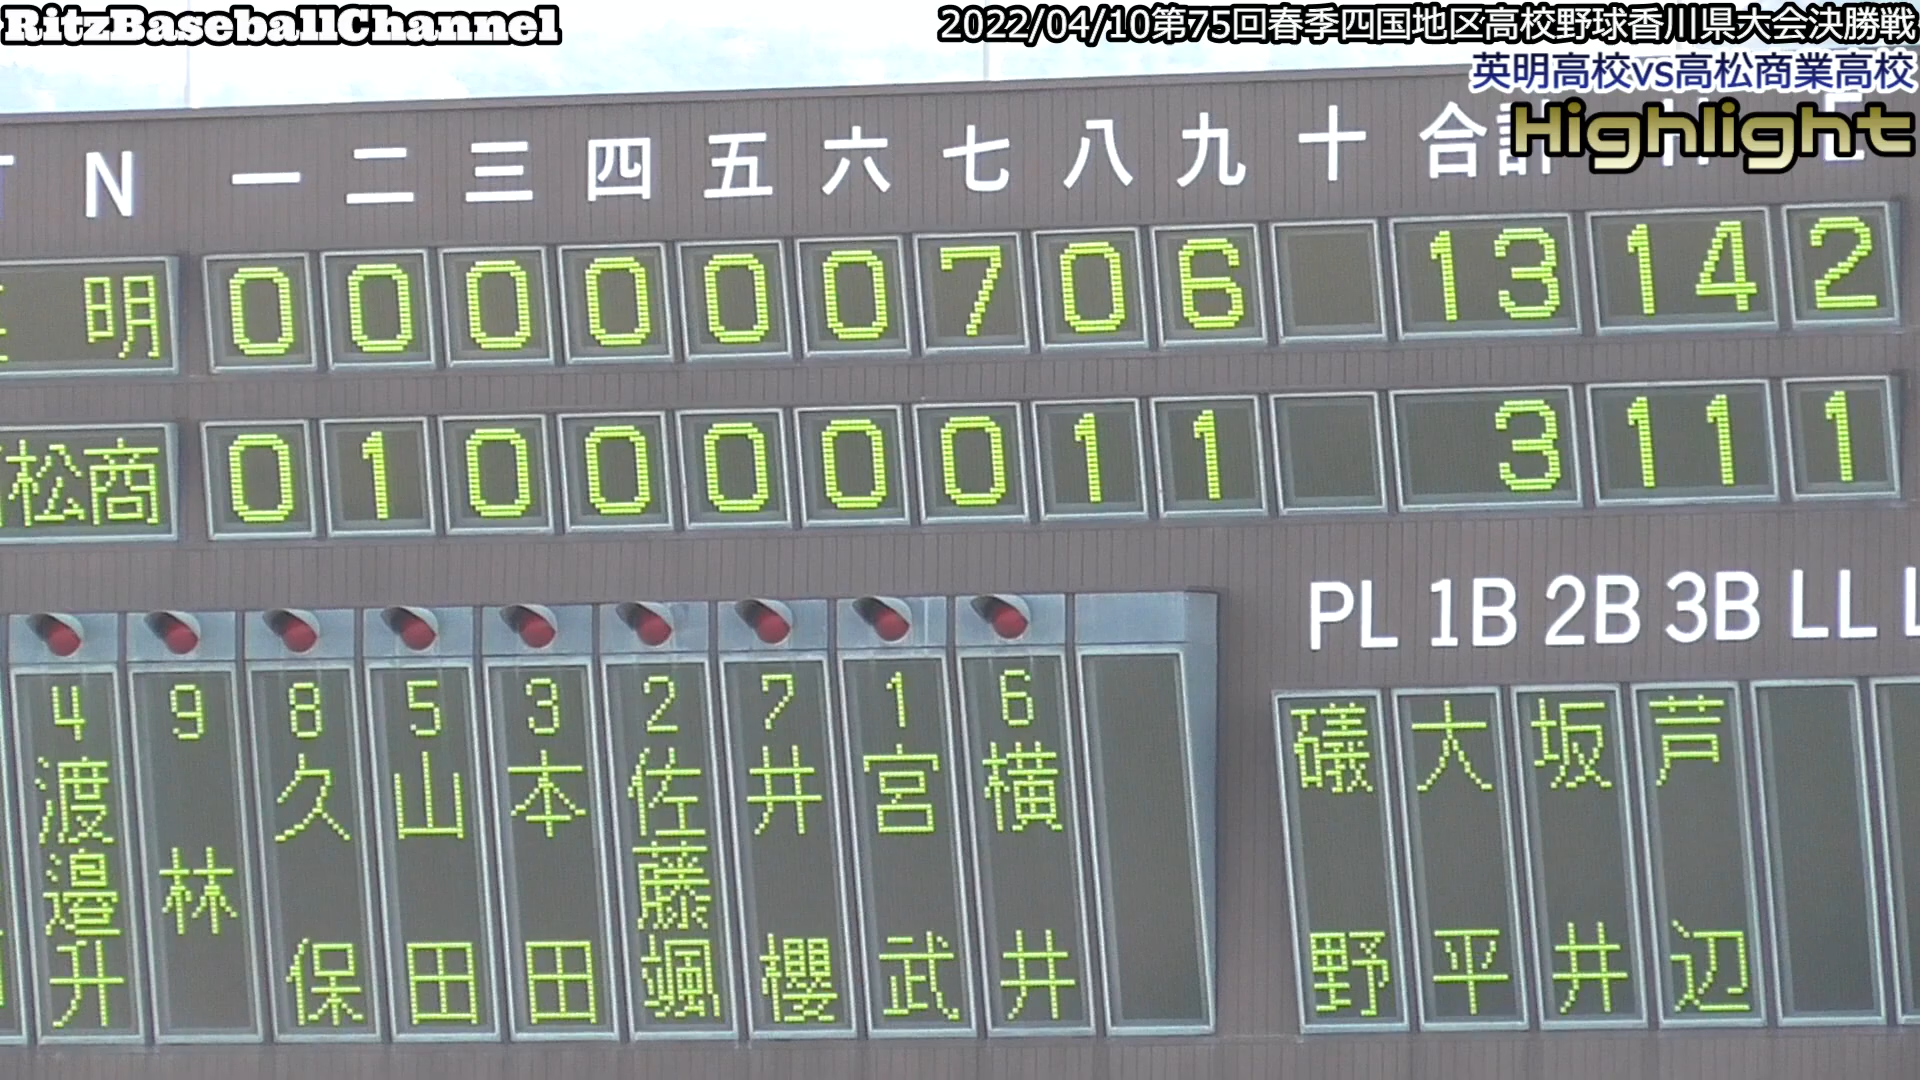 RitzBaseballChannel
2022/04/10第75回春季四国地区高校野球香川県大会決勝戦
英明高校vs高松商業高校
Highlight
N 一 二 三 四 五 六 七 八 九 十 合計 H E
明 0 0 0 0 0 0 7 0 6 13 14 2
松商 0 1 0 0 0 0 0 1 1 3 11 1
PL 1B 2B 3B LL
4 渡邉升
9 林
8 久保
5 山田
3 本田
2 佐藤颯
7 井櫻
1 宮武
6 横井
磯野
大平
坂井
芦辺